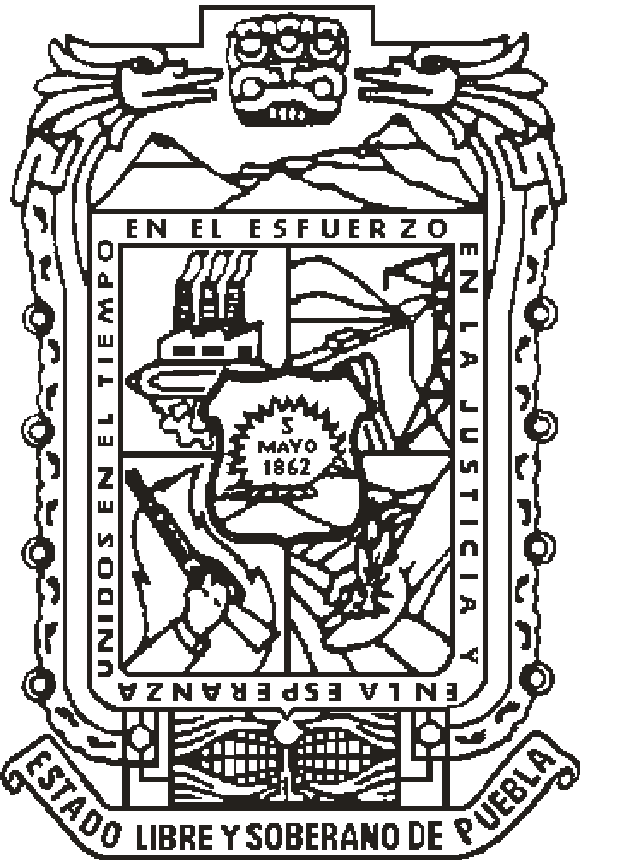 UNIDOS EN EL TIEMPO
EN EL ESFUERZO
EN LA JUSTICIA Y
EN LA ESPERANZA
5
MAYO
1862
ESTADO LIBRE Y SOBERANO DE PUEBLA